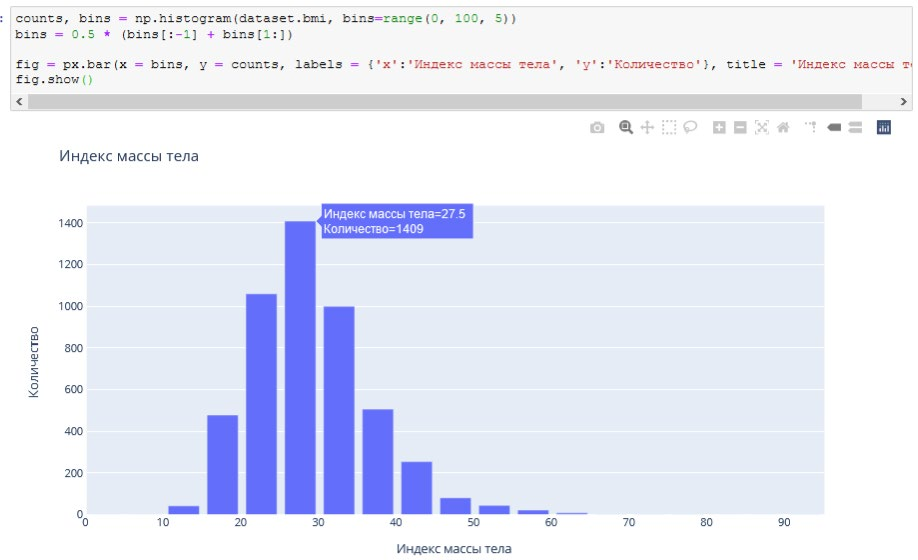 counts, bins = np.histogram(dataset.bmi, bins=range(0, 100, 5))
bins = 0.5 * (bins[:-1] + bins[1:])
fig = px.bar(x = bins, y = counts, labels = {'x':'Индекс массы тела', 'y':'Количество'}, title = 'Индекс массы
fig.show()
Индекс массы тела
Индекс массы тела=27.5
Количество=1409
1400
1200
1000
800
600
400
200
0
Количество
0 10 20 30 40 50 60 70 80 90
Индекс массы тела